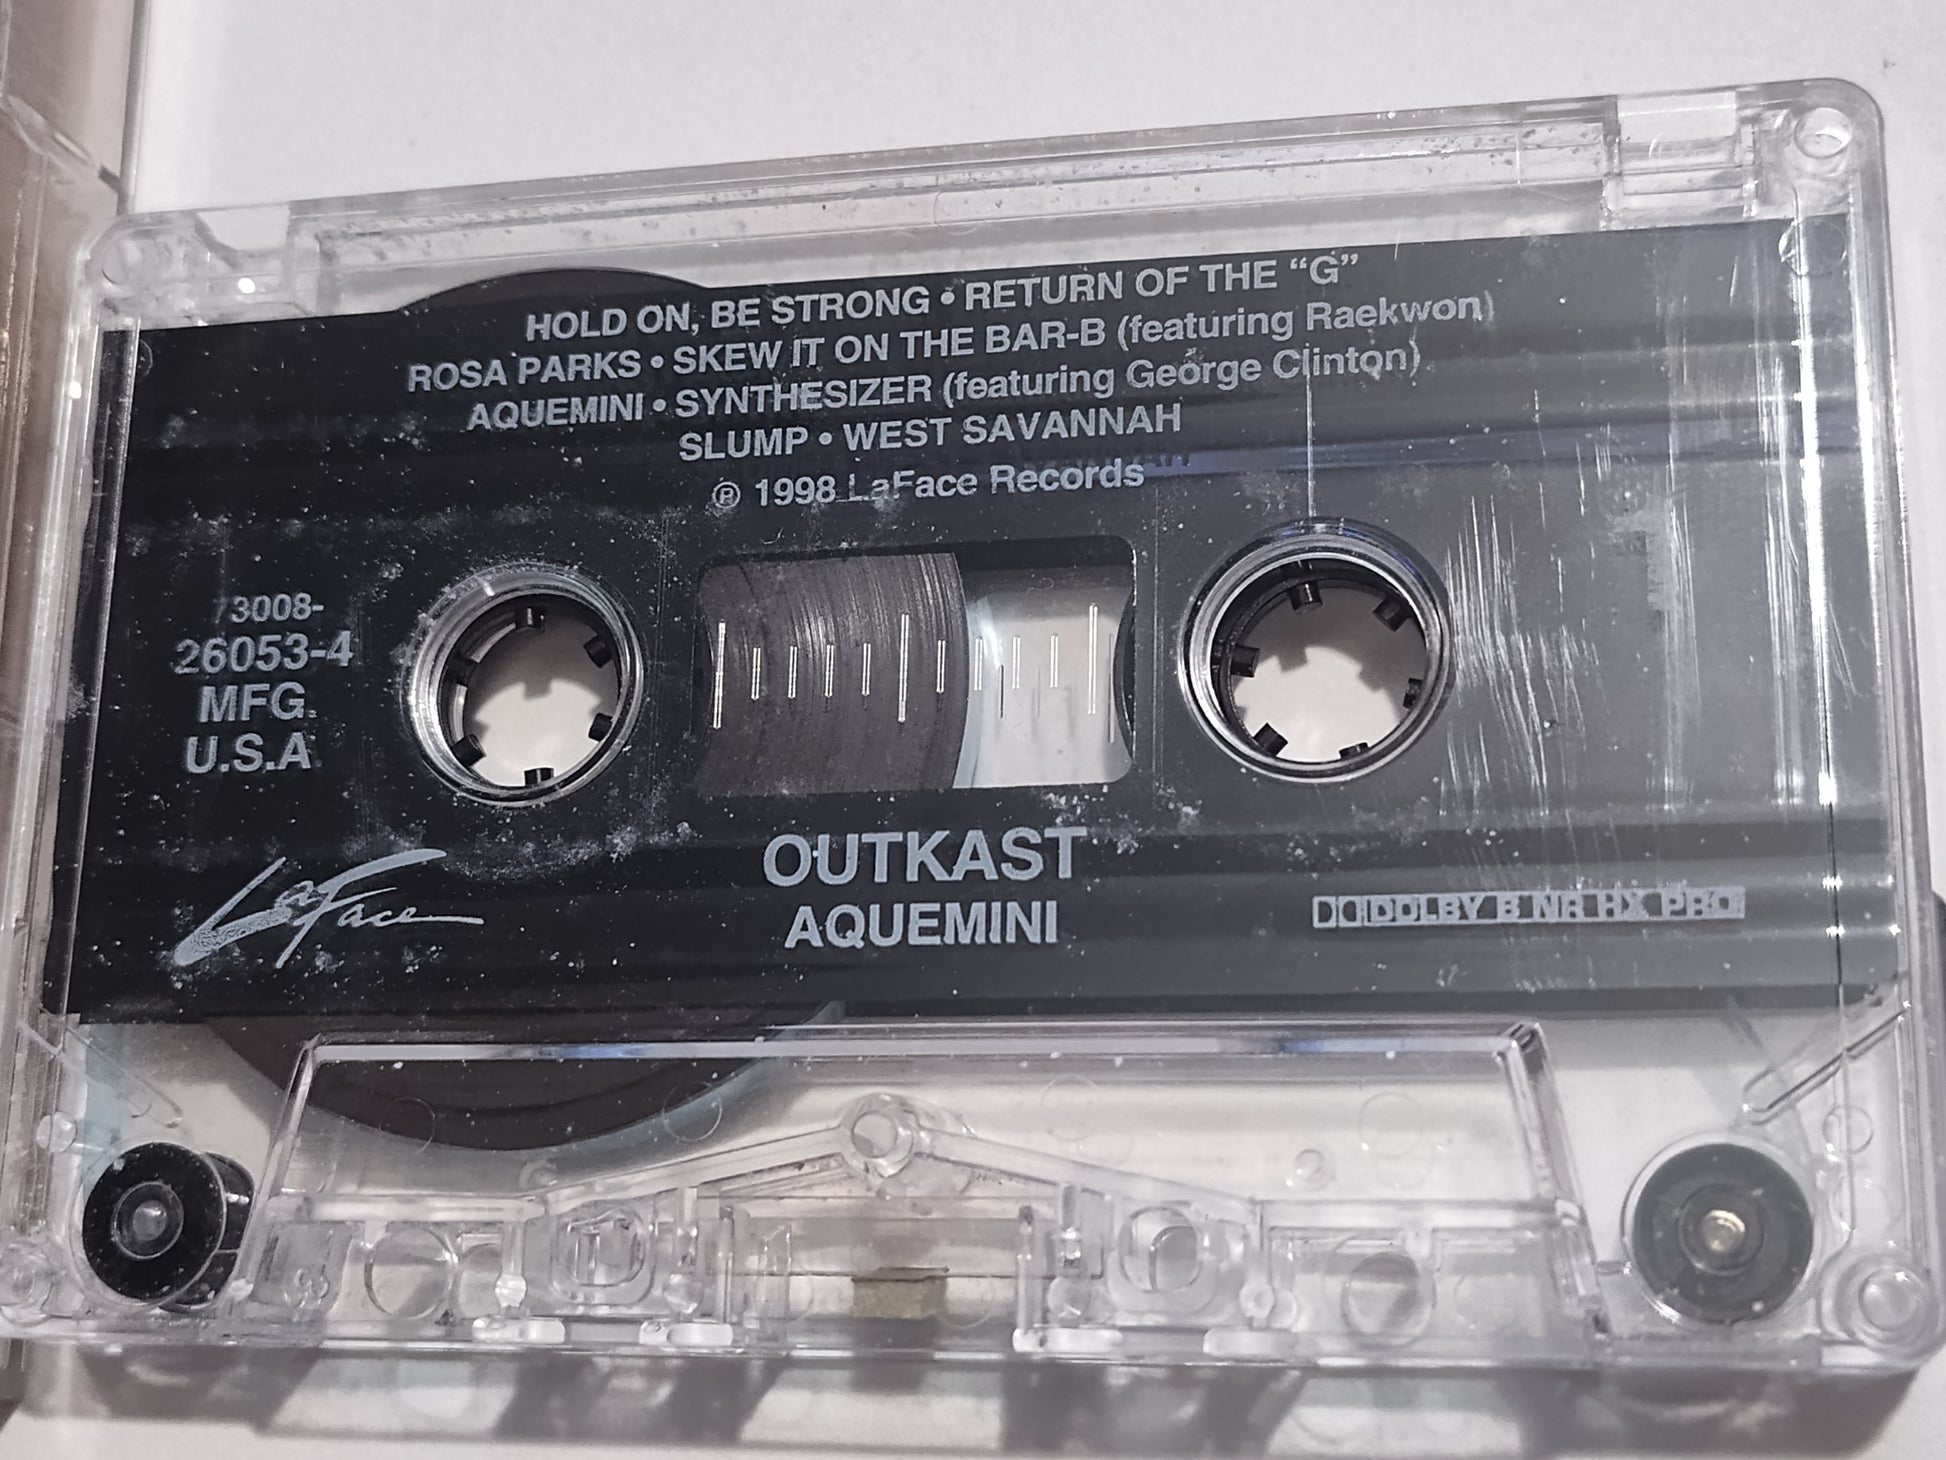 HOLD ON, BE STRONG • RETURN OF THE “G”
ROSA PARKS • SKEW IT ON THE BAR-B (featuring Raekwon)
AQUEMINI • SYNTHESIZER (featuring George Clinton)
SLUMP • WEST SAVANNAH
℗ 1998 LaFace Records
73008-
26053-4
MFG.
U.S.A.
LaFace
OUTKAST
AQUEMINI
DOLBY B NR HX PRO